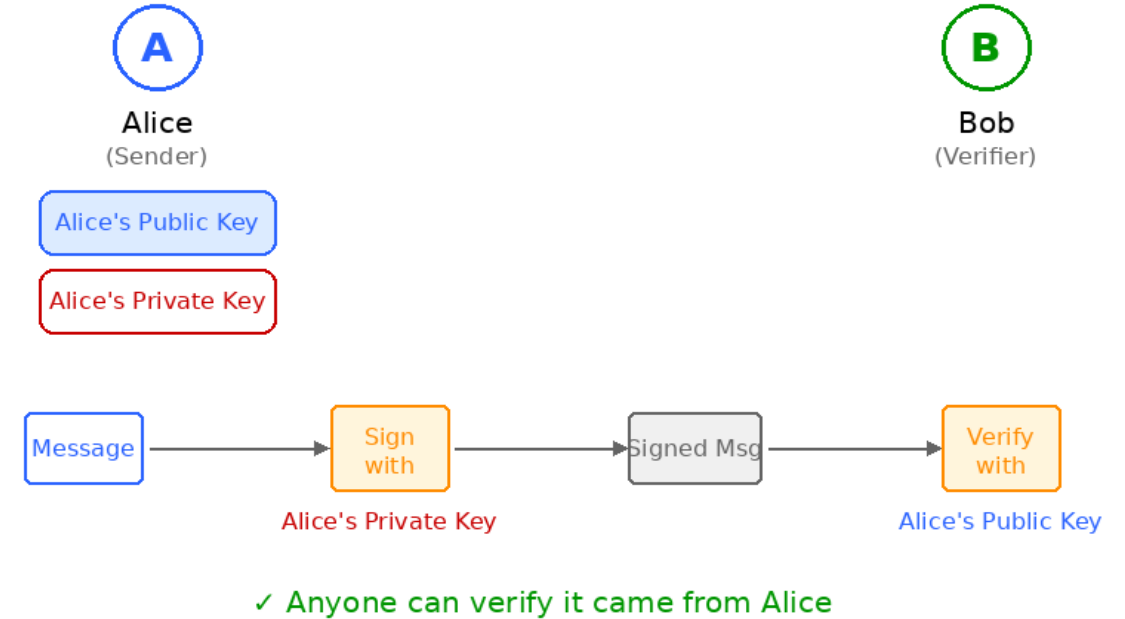 A
B
Alice
Bob
(Sender)
(Verifier)
Alice's Public Key
Alice's Private Key
Message
Sign
with
Signed Msg
Verify
with
Alice's Private Key
Alice's Public Key
✓ Anyone can verify it came from Alice